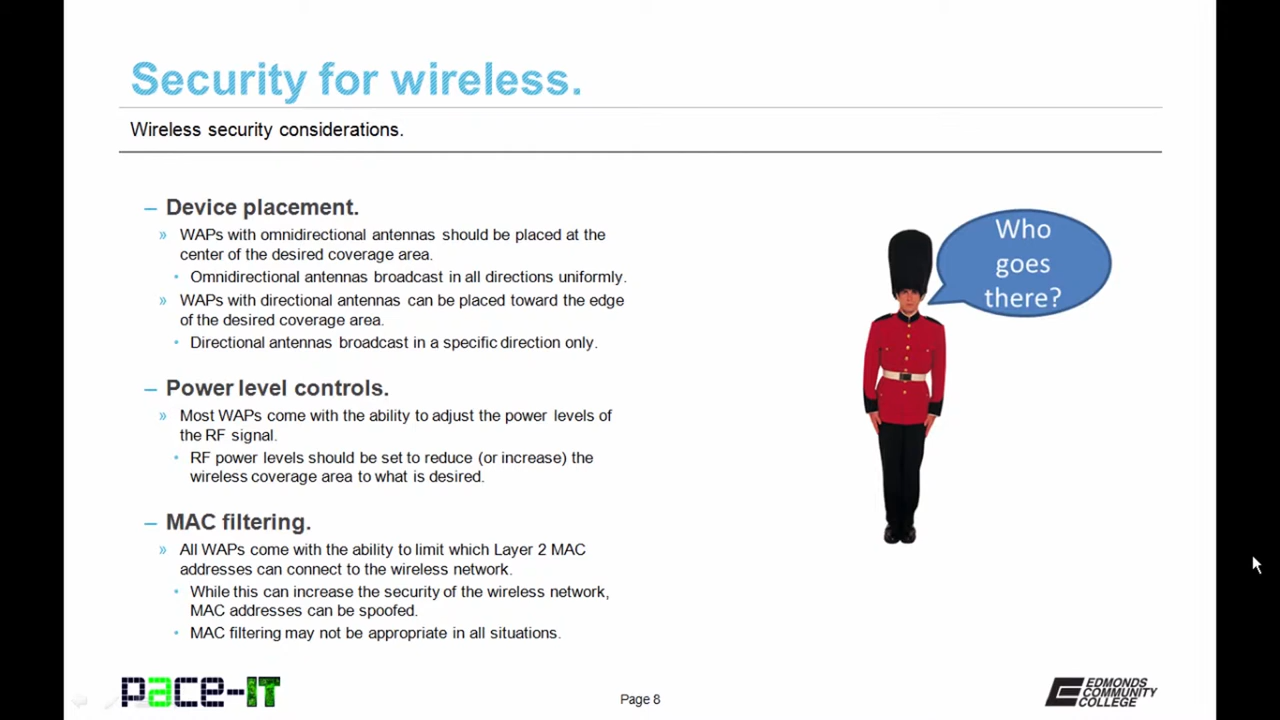 Security for wireless.
Wireless security considerations.
– Device placement.
» WAPs with omnidirectional antennas should be placed at the
center of the desired coverage area.
• Omnidirectional antennas broadcast in all directions uniformly.
» WAPs with directional antennas can be placed toward the edge
of the desired coverage area.
• Directional antennas broadcast in a specific direction only.
– Power level controls.
» Most WAPs come with the ability to adjust the power levels of
the RF signal.
• RF power levels should be set to reduce (or increase) the
wireless coverage area to what is desired.
– MAC filtering.
» All WAPs come with the ability to limit which Layer 2 MAC
addresses can connect to the wireless network.
• While this can increase the security of the wireless network,
MAC addresses can be spoofed.
• MAC filtering may not be appropriate in all situations.
Who
goes
there?
pace-IT
Page 8
EDMONDS
COMMUNITY
COLLEGE